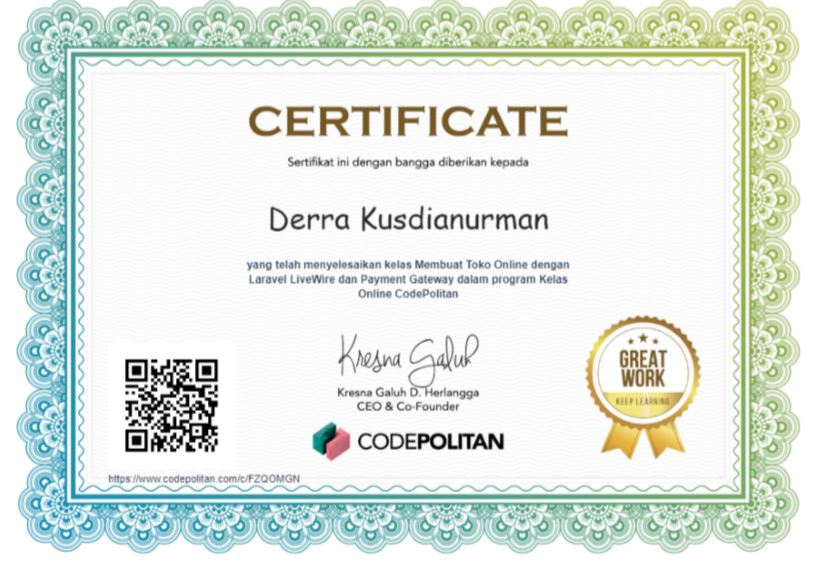 CERTIFICATE
Sertifikat ini dengan bangga diberikan kepada
Derra Kusdianurman
yang telah menyelesaikan kelas Membuat Toko Online dengan
Laravel LiveWire dan Payment Gateway dalam program Kelas
Online CodePolitan
Kresna Galuh
Kresna Galuh D. Herlangga
CEO & Co-Founder
CODEPOLITAN
GREAT
WORK
KEEP LEARNING
https://www.codepolitan.com/c/FZQOMGN